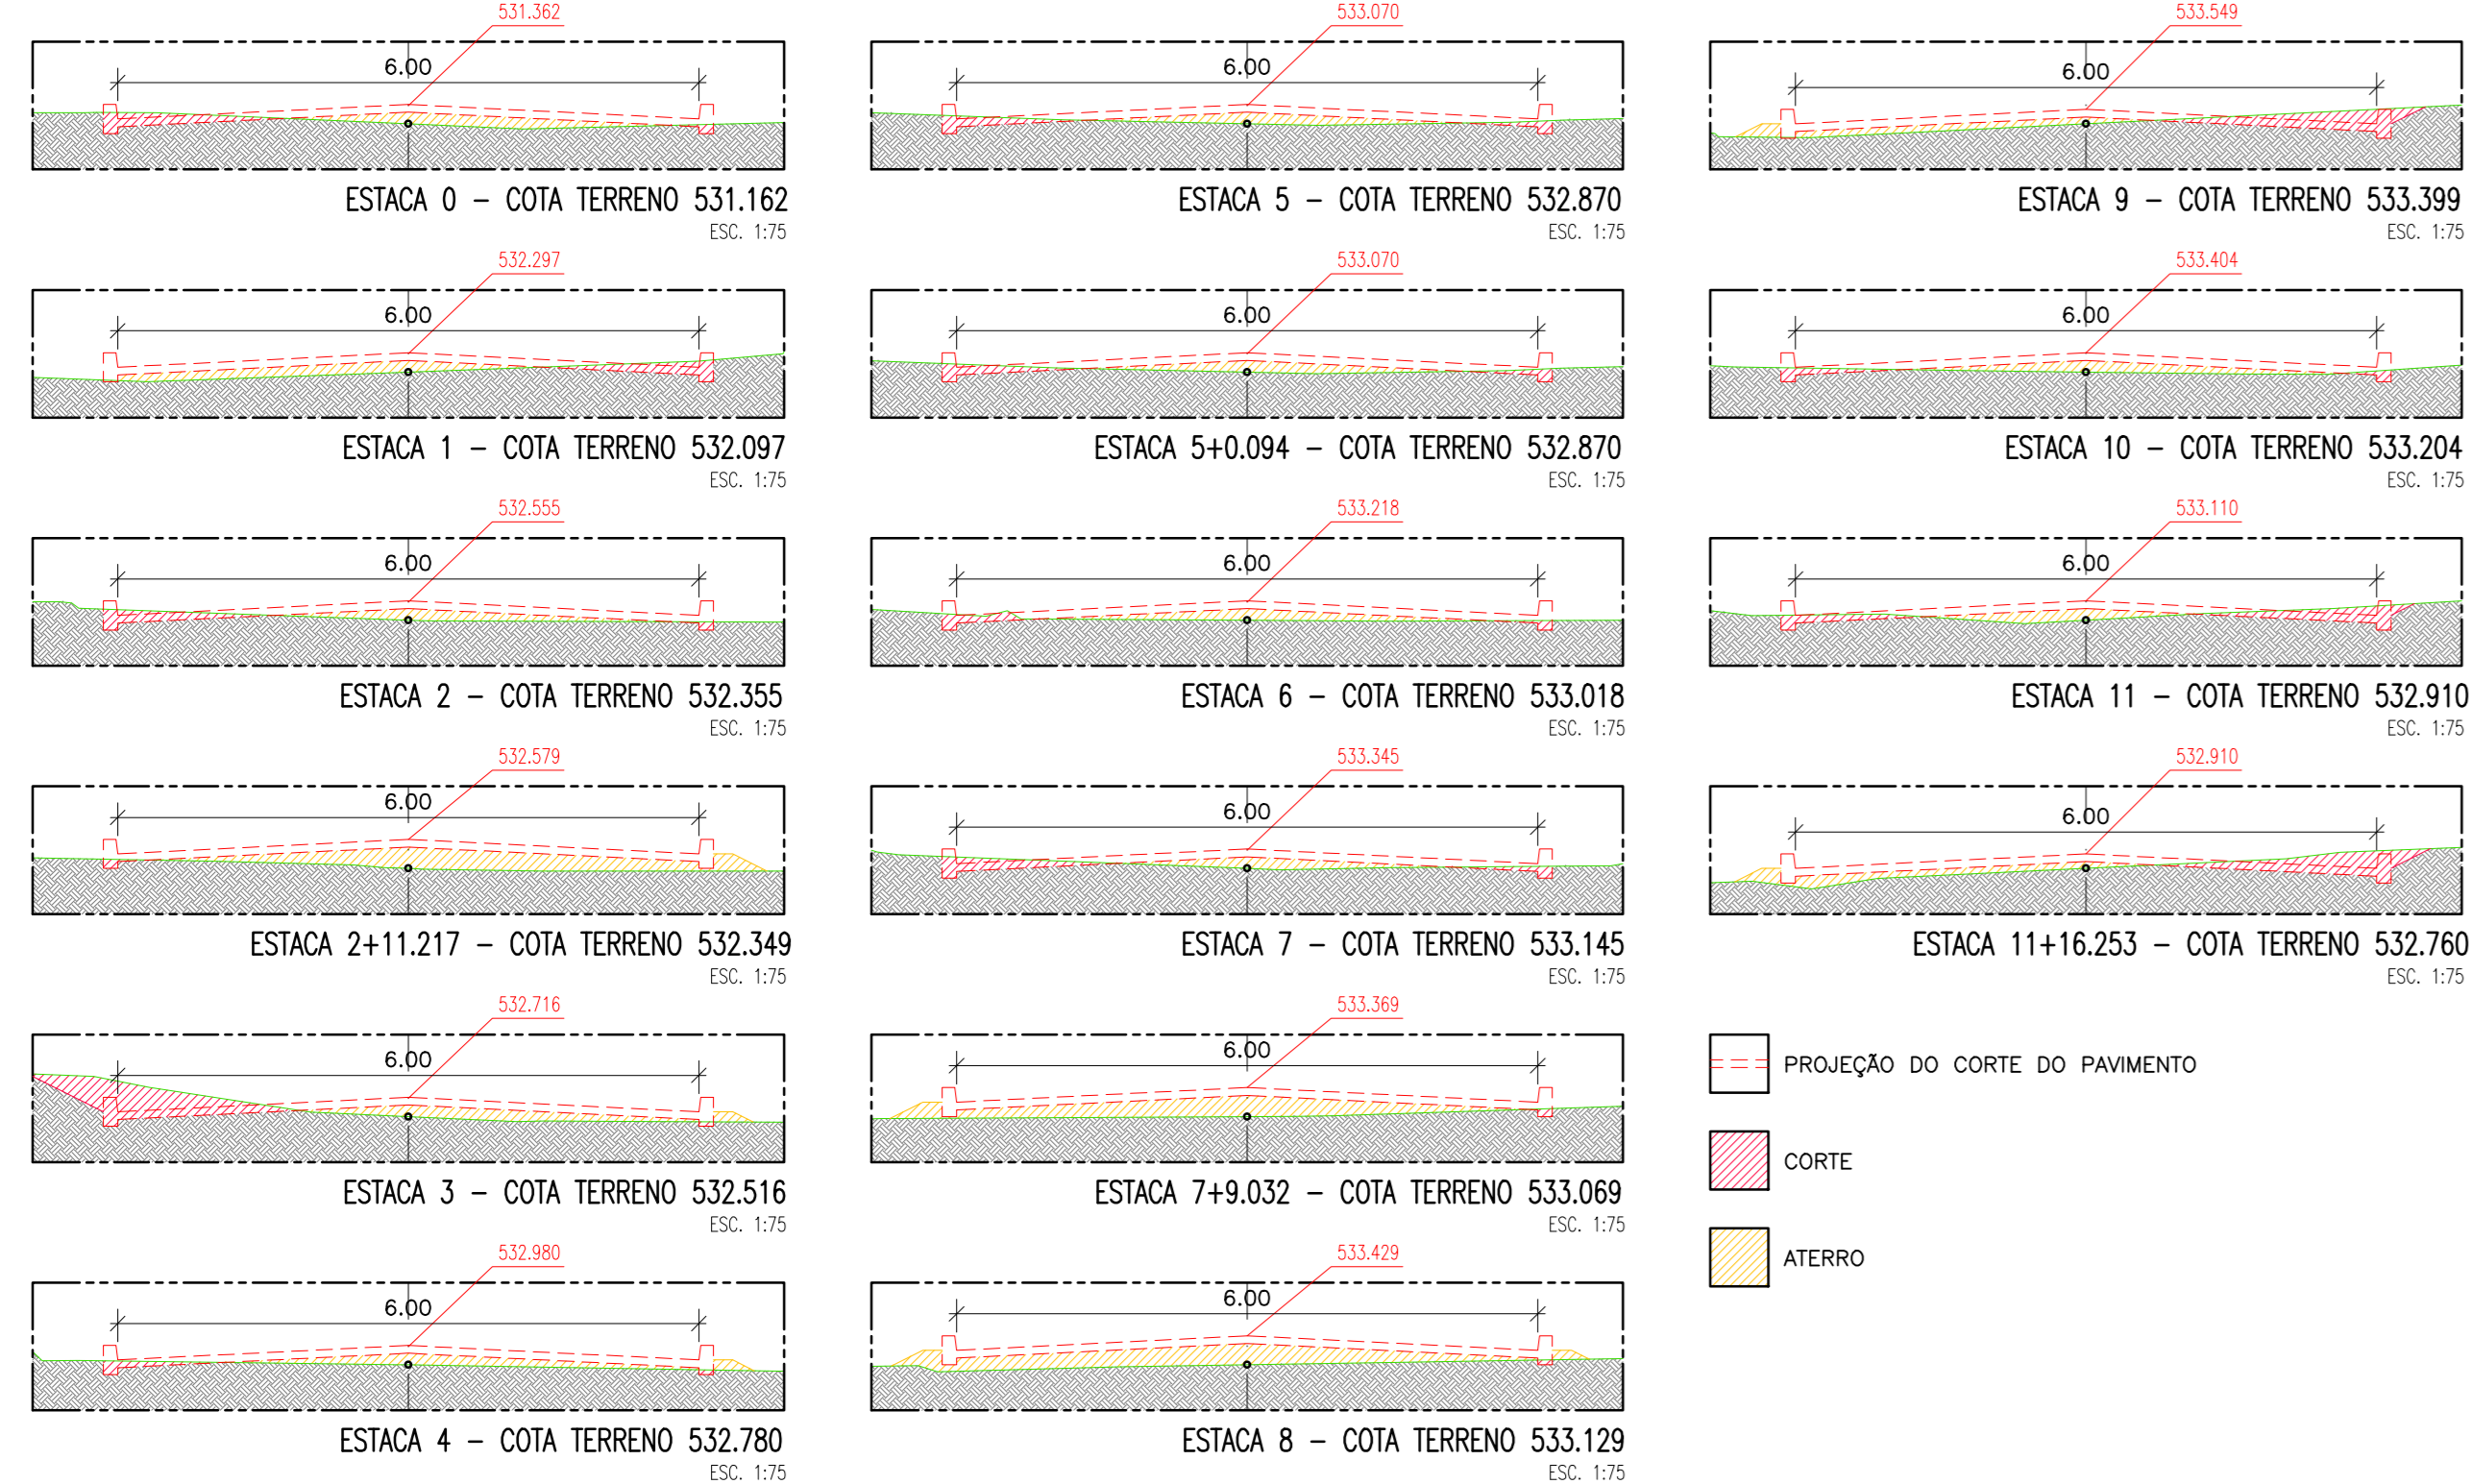 531.362
6.00
ESTACA 0 - COTA TERRENO 531.162
ESC. 1:75
532.297
6.00
ESTACA 1 - COTA TERRENO 532.097
ESC. 1:75
532.555
6.00
ESTACA 2 - COTA TERRENO 532.355
ESC. 1:75
532.579
6.00
ESTACA 2+11.217 - COTA TERRENO 532.349
ESC. 1:75
532.716
6.00
ESTACA 3 - COTA TERRENO 532.516
ESC. 1:75
532.980
6.00
ESTACA 4 - COTA TERRENO 532.780
ESC. 1:75
533.070
6.00
ESTACA 5 - COTA TERRENO 532.870
ESC. 1:75
533.070
6.00
ESTACA 5+0.094 - COTA TERRENO 532.870
ESC. 1:75
533.218
6.00
ESTACA 6 - COTA TERRENO 533.018
ESC. 1:75
533.345
6.00
ESTACA 7 - COTA TERRENO 533.145
ESC. 1:75
533.369
6.00
ESTACA 7+9.032 - COTA TERRENO 533.069
ESC. 1:75
533.429
6.00
ESTACA 8 - COTA TERRENO 533.129
ESC. 1:75
533.549
6.00
ESTACA 9 - COTA TERRENO 533.399
ESC. 1:75
533.404
6.00
ESTACA 10 - COTA TERRENO 533.204
ESC. 1:75
533.110
6.00
ESTACA 11 - COTA TERRENO 532.910
ESC. 1:75
532.910
6.00
ESTACA 11+16.253 - COTA TERRENO 532.760
ESC. 1:75
PROJEÇÃO DO CORTE DO PAVIMENTO
CORTE
ATERRO